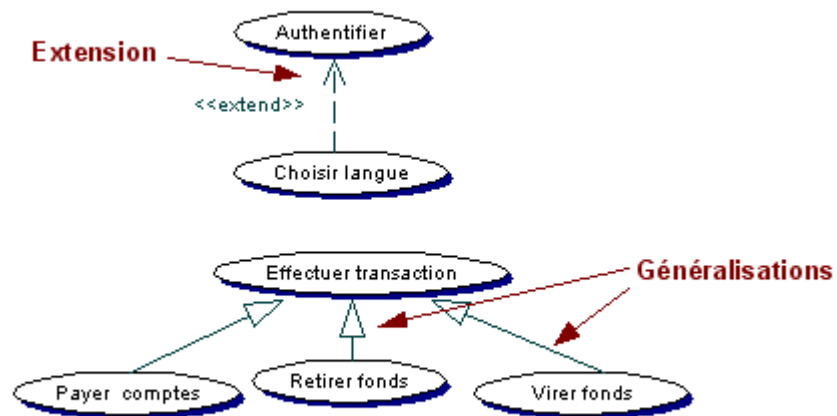 Authentifier
Extension
<<extend>>
Choisir langue
Effectuer transaction
Généralisations
Payer comptes
Retirer fonds
Virer fonds